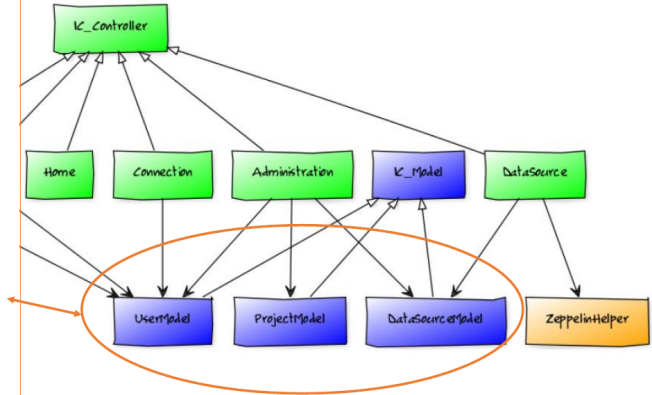 IC_Controller
Home
Connection
Administration
IC_Model
DataSource
UserModel
ProjectModel
DataSourceModel
ZeppelinHelper